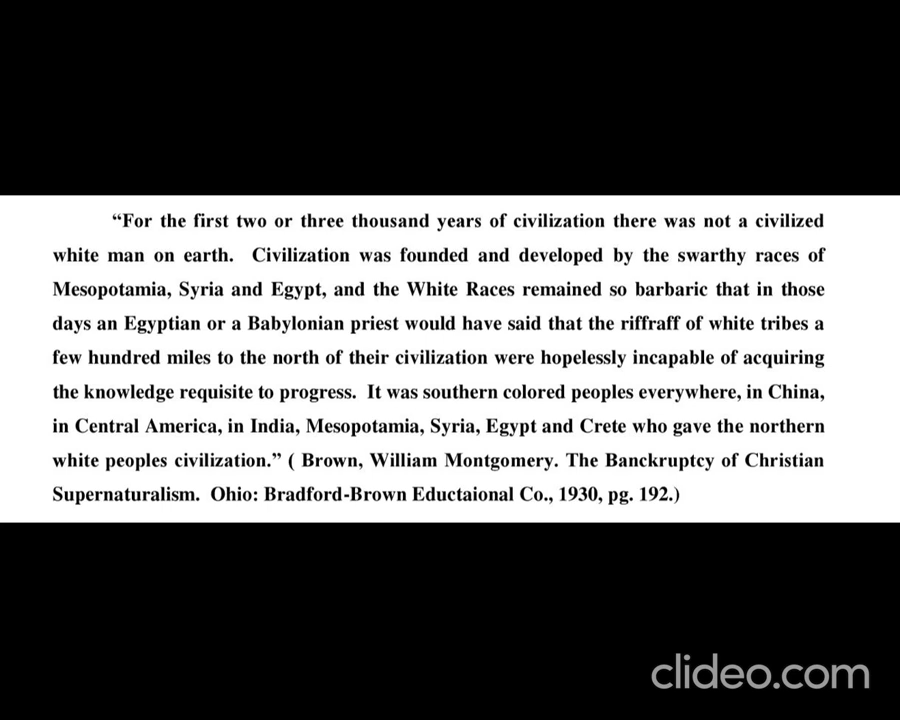 “For the first two or three thousand years of civilization there was not a civilized
white man on earth.  Civilization was founded and developed by the swarthy races of
Mesopotamia, Syria and Egypt, and the White Races remained so barbaric that in those
days an Egyptian or a Babylonian priest would have said that the riffraff of white tribes a
few hundred miles to the north of their civilization were hopelessly incapable of acquiring
the knowledge requisite to progress.  It was southern colored peoples everywhere, in China,
in Central America, in India, Mesopotamia, Syria, Egypt and Crete who gave the northern
white peoples civilization.” ( Brown, William Montgomery. The Banckruptcy of Christian
Supernaturalism.  Ohio: Bradford-Brown Eductaional Co., 1930, pg. 192.)
clideo.com